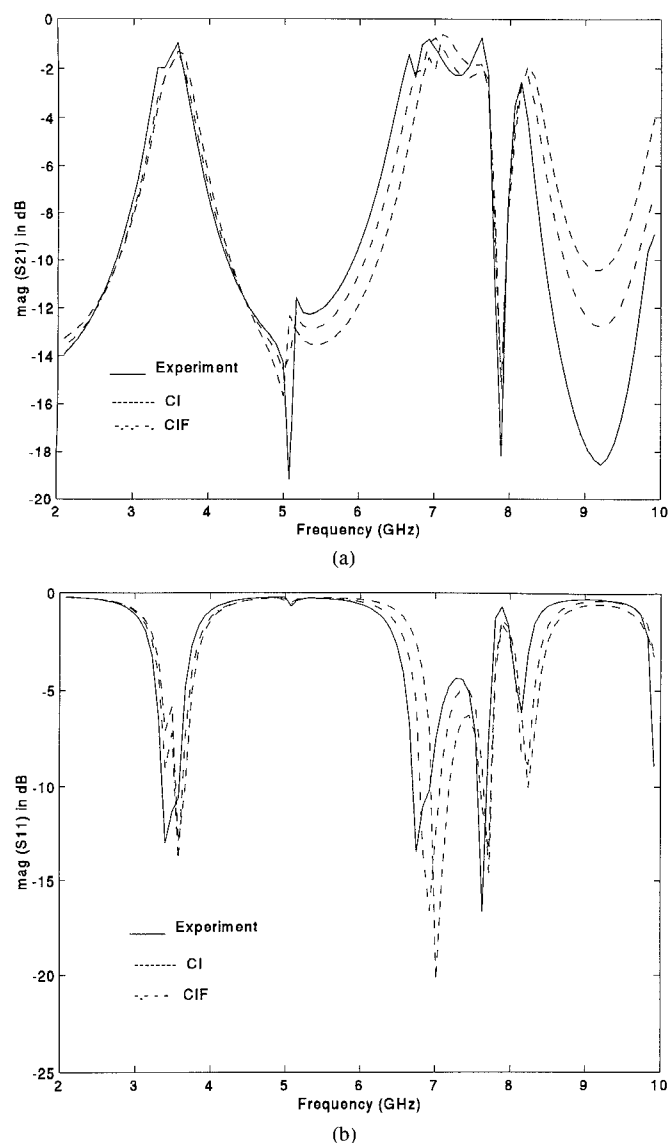 0
-2
-4
-6
-8
-10
-12
-14
-16
-18
-20
mag (S21) in dB
Experiment
CI
CIF
2 3 4 5 6 7 8 9 10
Frequency (GHz)
(a)
0
-5
-10
-15
-20
-25
mag (S11) in dB
Experiment
CI
CIF
2 3 4 5 6 7 8 9 10
Frequency (GHz)
(b)